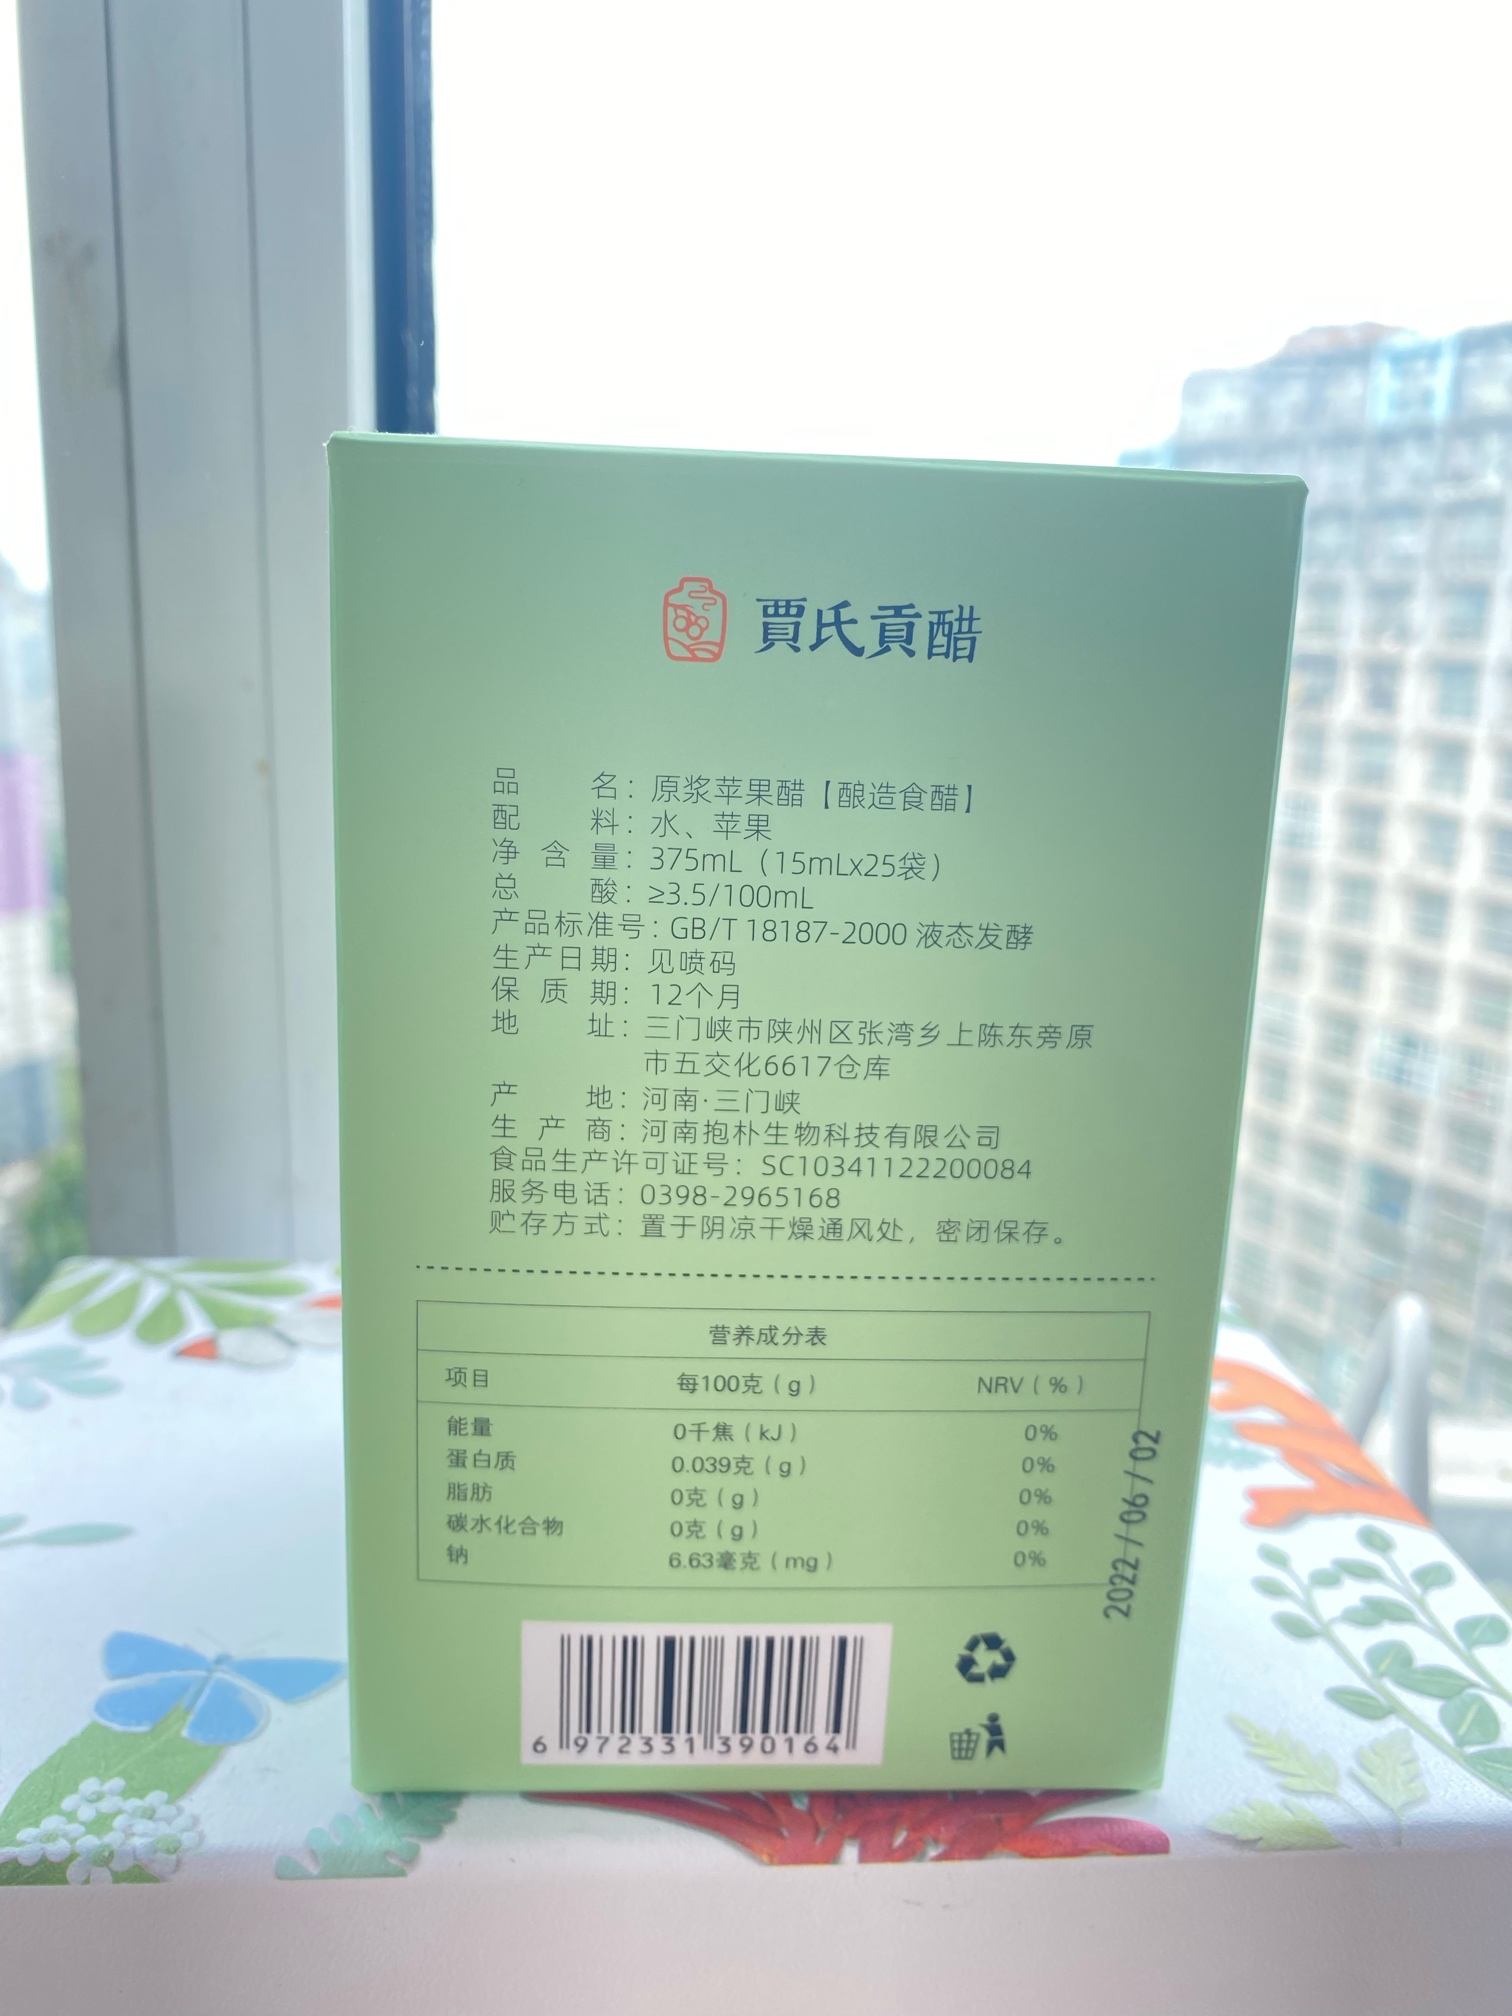 賈氏貢醋
品名：原浆苹果醋【酿造食醋】
配料：水、苹果
净含量：375mL（15mLx25袋）
总酸：≥3.5/100mL
产品标准号：GB/T 18187-2000 液态发酵
生产日期：见喷码
保质期：12个月
地址：三门峡市陕州区张湾乡上陈东旁原
市五交化6617仓库
产地：河南·三门峡
生产商：河南抱朴生物科技有限公司
食品生产许可证号：SC10341122200084
服务电话：0398-2965168
贮存方式：置于阴凉干燥通风处，密闭保存。
营养成分表
项目 每100克（g） NRV（%）
能量 0千焦（kJ） 0%
蛋白质 0.039克（g） 0%
脂肪 0克（g） 0%
碳水化合物 0克（g） 0%
钠 6.63毫克（mg） 0%
2022/06/02
6 972331 390164